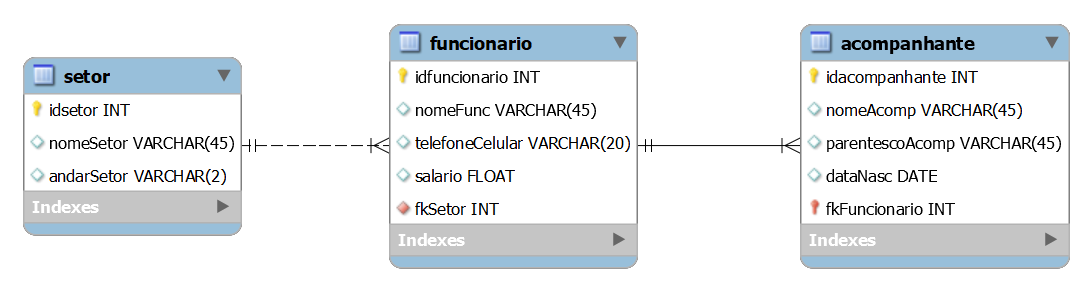 setor
idsetor INT
nomeSetor VARCHAR(45)
andarSetor VARCHAR(2)
Indexes
funcionario
idfuncionario INT
nomeFunc VARCHAR(45)
telefoneCelular VARCHAR(20)
salario FLOAT
fkSetor INT
Indexes
acompanhante
idacompanhante INT
nomeAcomp VARCHAR(45)
parentescoAcomp VARCHAR(45)
dataNasc DATE
fkFuncionario INT
Indexes